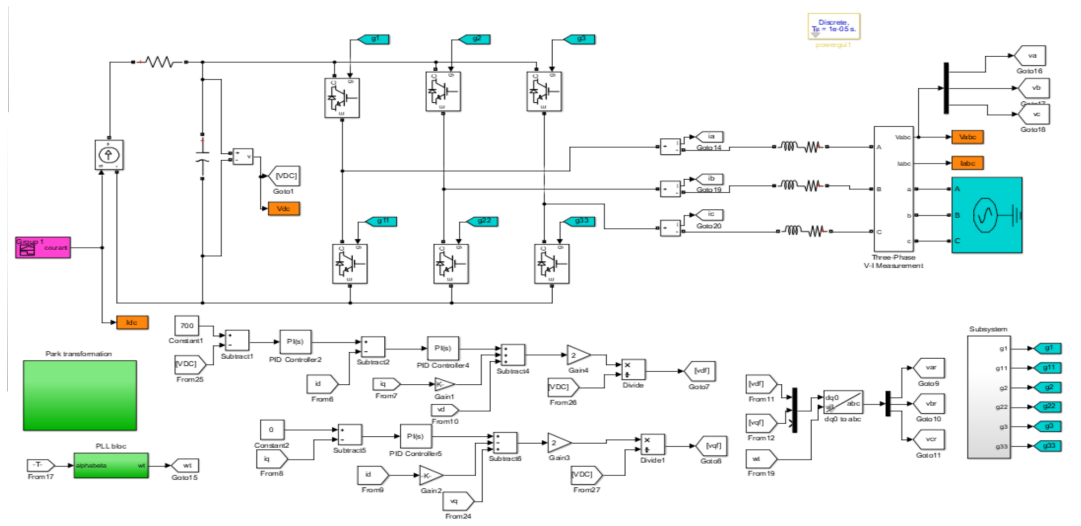 Discrete,
Ts = 1e-05 s.
powergui1
g1
g2
g3
va
Goto16
vb
vc
Goto18
Vabc
Iabc
A
B
C
a
b
c
Vabc
Iabc
A
B
C
Three-Phase
V-I Measurement
ia
Goto14
ib
Goto19
ic
Goto20
[VDC]
Goto1
Vdc
g11
g22
g33
Group 1
courant
Idc
Park transformation
PLL bloc
-T-
From17
alphabeta
wt
wt
Goto15
700
Constant1
[VDC]
From25
Subtract1
PI(s)
PID Controller2
Subtract2
id
From6
PI(s)
PID Controller4
iq
From7
-K-
Gain1
vd
From10
Subtract4
2
Gain4
[VDC]
From26
Divide
[vdf]
Goto7
0
Constant2
iq
From8
Subtract5
PI(s)
PID Controller5
id
From9
-K-
Gain2
vq
From24
Subtract6
2
Gain3
[VDC]
From27
Divide1
[vqf]
Goto8
[vdf]
From11
[vqf]
From12
wt
From19
dq0
abc
dq0 to abc
var
Goto9
vbr
Goto10
vcr
Goto11
Subsystem
g1
g11
g2
g22
g3
g33
g1
g11
g2
g22
g3
g33